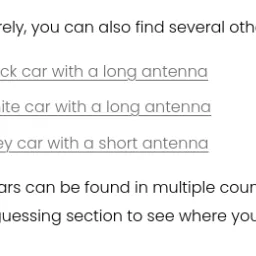 rely, you can also find several oth
ck car with a long antenna
ite car with a long antenna
ey car with a short antenna
ars can be found in multiple coun
guessing section to see where you